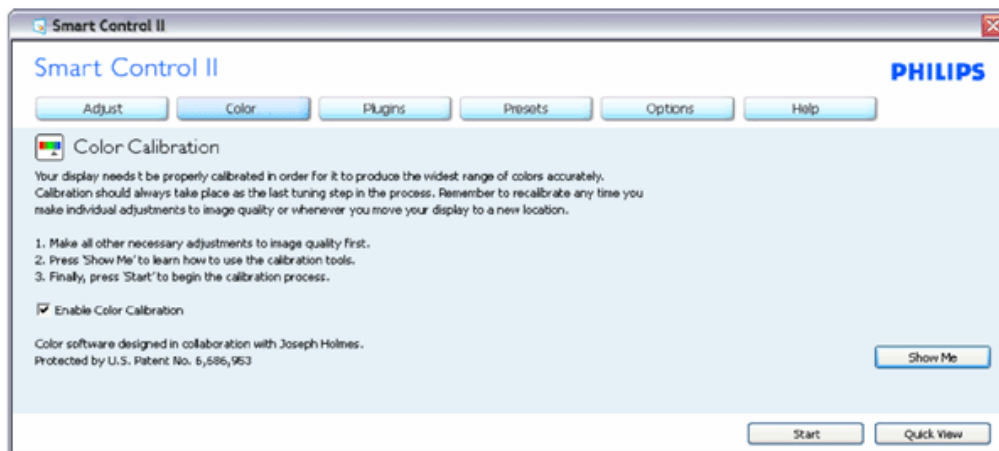 Smart Control II
Smart Control II
PHILIPS
Adjust Color Plugins Presets Options Help
Color Calibration
Your display needs t be properly calibrated in order for it to produce the widest range of colors accurately.
Calibration should always take place as the last tuning step in the process. Remember to recalibrate any time you
make individual adjustments to image quality or whenever you move your display to a new location.
1. Make all other necessary adjustments to image quality first.
2. Press 'Show Me' to learn how to use the calibration tools.
3. Finally, press 'Start' to begin the calibration process.
Enable Color Calibration
Color software designed in collaboration with Joseph Holmes.
Protected by U.S. Patent No. 6,686,953
Show Me
Start Quick View